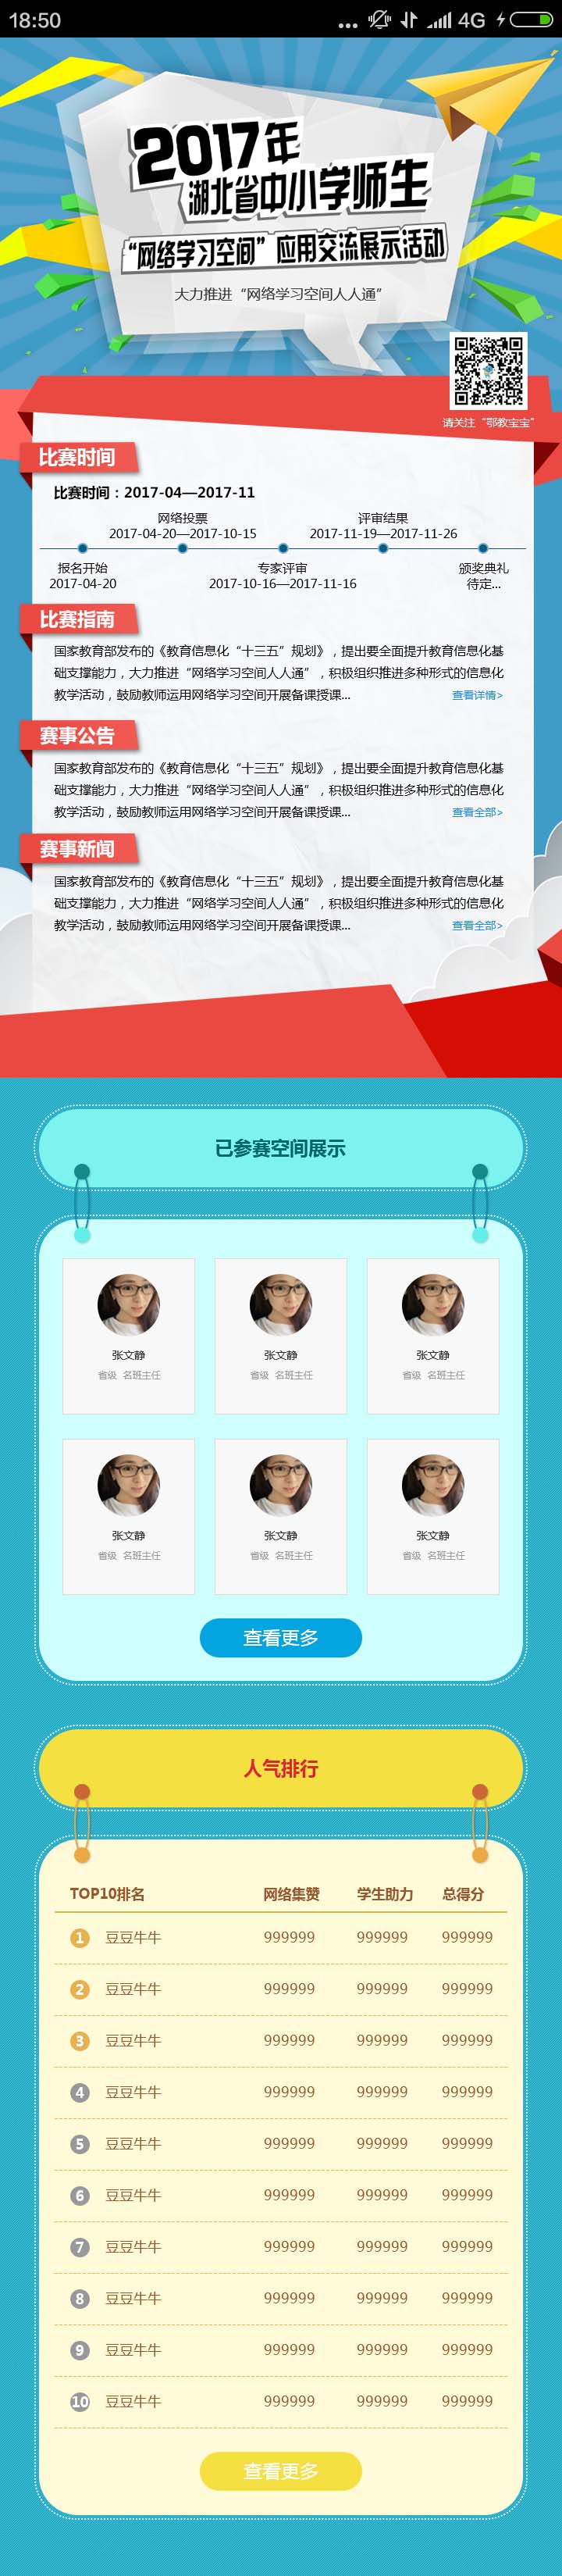 18:50
4G
2017年
湖北省中小学师生
“网络学习空间”应用交流展示活动
大力推进“网络学习空间人人通”
请关注“鄂教宝宝”
比赛时间
比赛时间：2017-04—2017-11
网络投票 评审结果
2017-04-20—2017-10-15 2017-11-19—2017-11-26
报名开始 专家评审 颁奖典礼
2017-04-20 2017-10-16—2017-11-16 待定...
比赛指南
国家教育部发布的《教育信息化“十三五”规划》，提出要全面提升教育信息化基
础支撑能力，大力推进“网络学习空间人人通”，积极组织推进多种形式的信息化
教学活动，鼓励教师运用网络学习空间开展备课授课... 查看详情>
赛事公告
国家教育部发布的《教育信息化“十三五”规划》，提出要全面提升教育信息化基
础支撑能力，大力推进“网络学习空间人人通”，积极组织推进多种形式的信息化
教学活动，鼓励教师运用网络学习空间开展备课授课... 查看全部>
赛事新闻
国家教育部发布的《教育信息化“十三五”规划》，提出要全面提升教育信息化基
础支撑能力，大力推进“网络学习空间人人通”，积极组织推进多种形式的信息化
教学活动，鼓励教师运用网络学习空间开展备课授课... 查看全部>
已参赛空间展示
张文静 张文静 张文静
省级 名班主任 省级 名班主任 省级 名班主任
张文静 张文静 张文静
省级 名班主任 省级 名班主任 省级 名班主任
查看更多
人气排行
TOP10排名 网络集赞 学生助力 总得分
1 豆豆牛牛 999999 999999 999999
2 豆豆牛牛 999999 999999 999999
3 豆豆牛牛 999999 999999 999999
4 豆豆牛牛 999999 999999 999999
5 豆豆牛牛 999999 999999 999999
6 豆豆牛牛 999999 999999 999999
7 豆豆牛牛 999999 999999 999999
8 豆豆牛牛 999999 999999 999999
9 豆豆牛牛 999999 999999 999999
10 豆豆牛牛 999999 999999 999999
查看更多